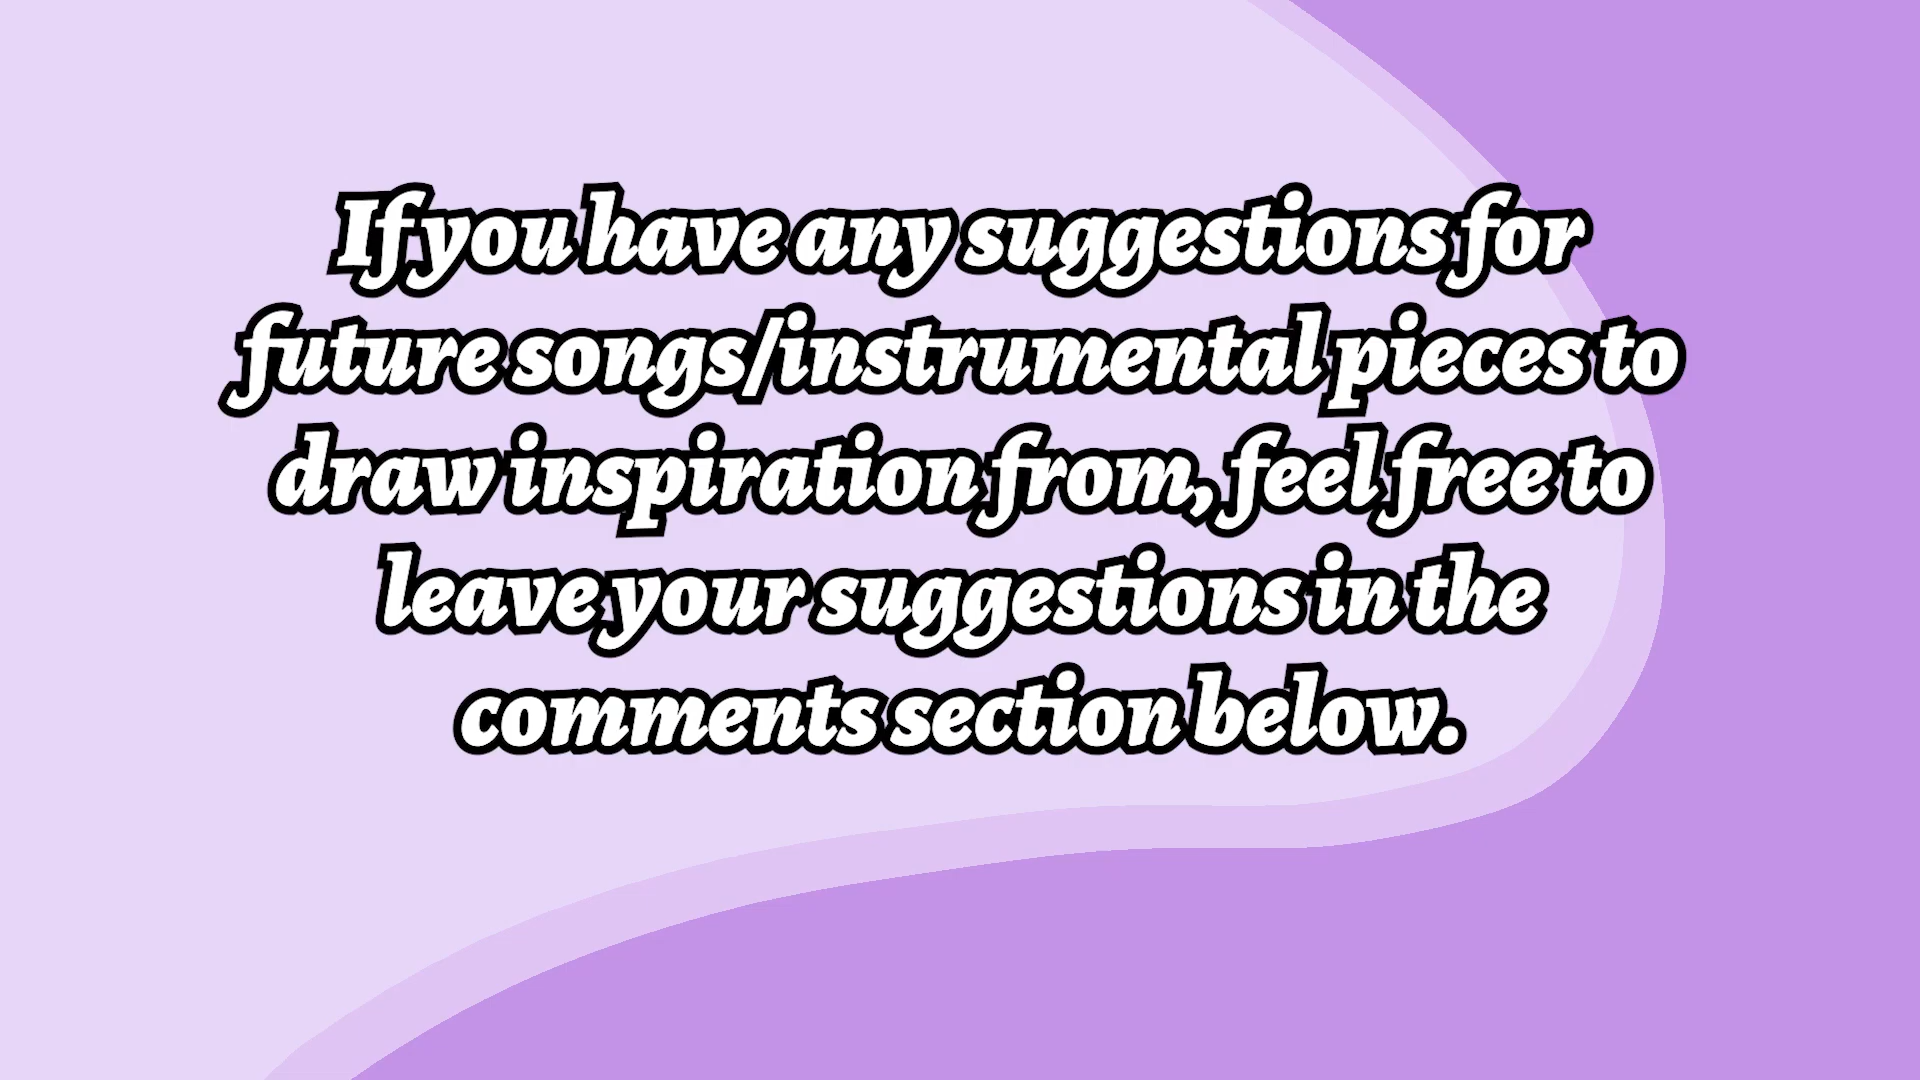 If you have any suggestions for
future songs/instrumental pieces to
draw inspiration from, feel free to
leave your suggestions in the
comments section below.